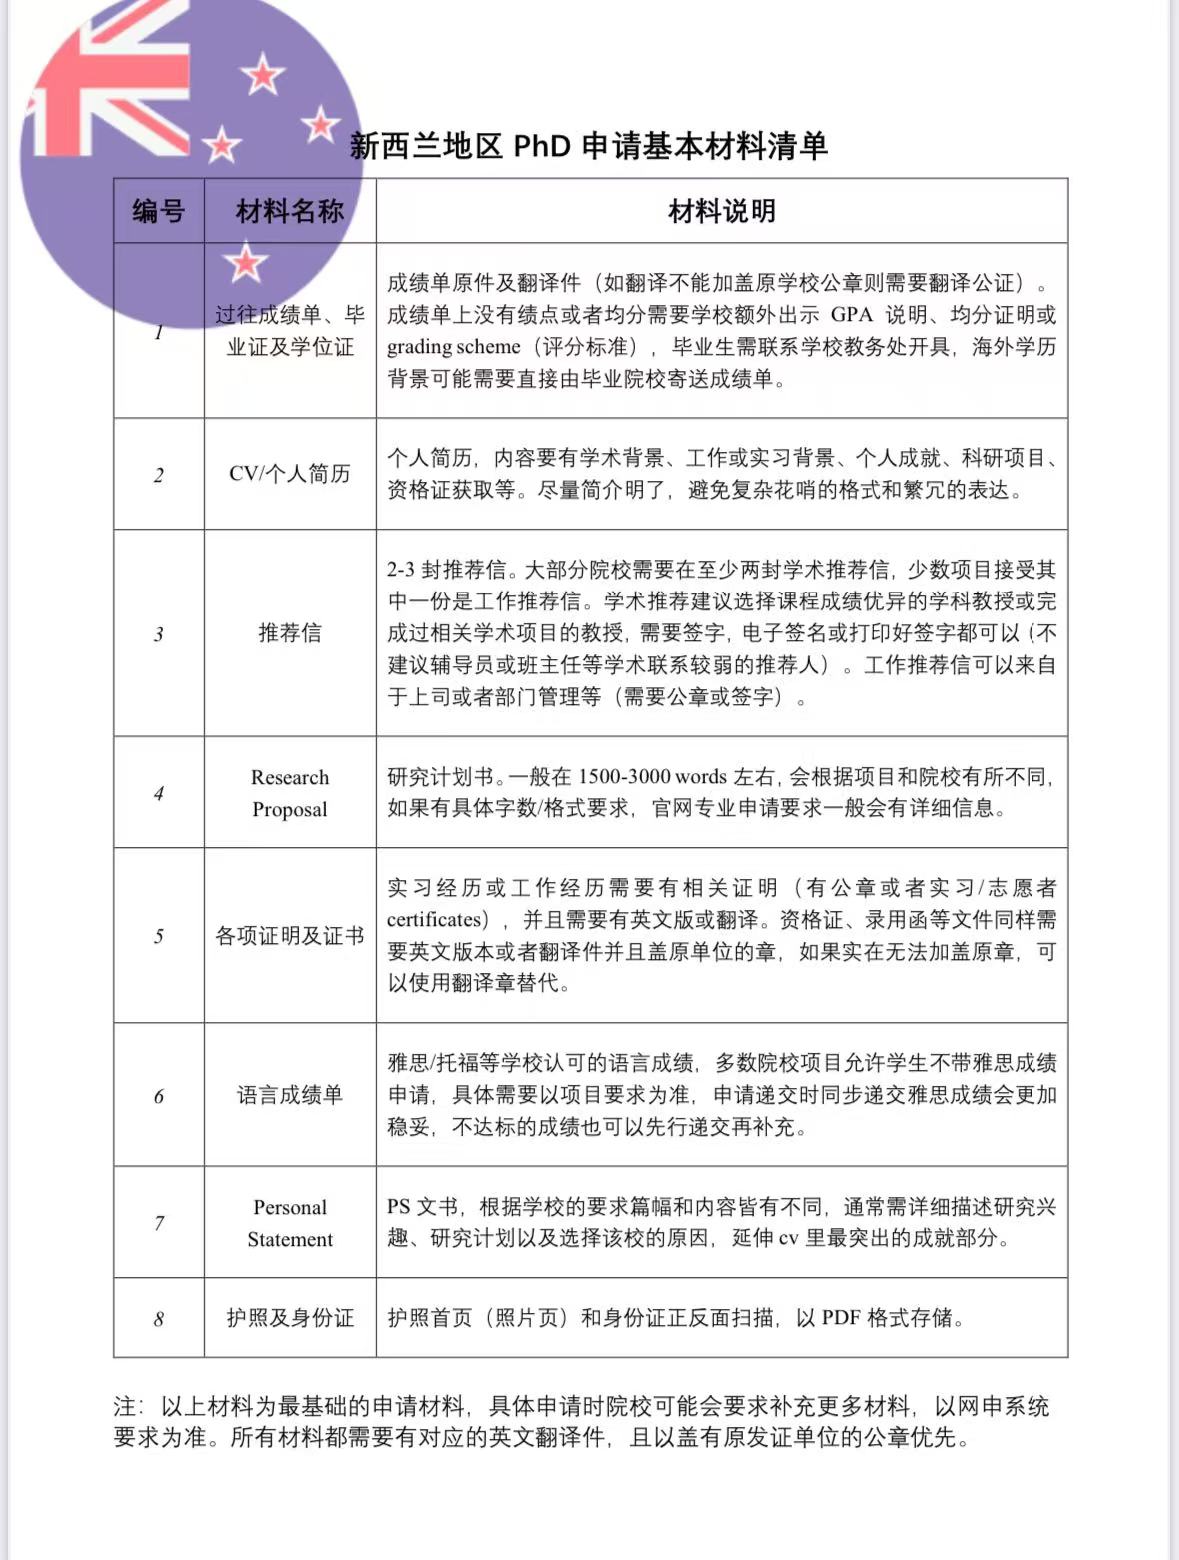 新西兰地区 PhD 申请基本材料清单
编号 材料名称 材料说明
1
过往成绩单、毕
业证及学位证
成绩单原件及翻译件（如翻译不能加盖原学校公章则需要翻译公证）。
成绩单上没有绩点或者均分需要学校额外出示 GPA 说明、均分证明或
grading scheme（评分标准），毕业生需联系学校教务处开具，海外学历
背景可能需要直接由毕业院校寄送成绩单。
2
CV/个人简历
个人简历，内容要有学术背景、工作或实习背景、个人成就、科研项目、
资格证获取等。尽量简介明了，避免复杂花哨的格式和繁冗的表达。
3
推荐信
2-3 封推荐信。大部分院校需要在至少两封学术推荐信，少数项目接受其
中一份是工作推荐信。学术推荐建议选择课程成绩优异的学科教授或完
成过相关学术项目的教授，需要签字，电子签名或打印好签字都可以（不
建议辅导员或班主任等学术联系较弱的推荐人）。工作推荐信可以来自
于上司或者部门管理等（需要公章或签字）。
4
Research
Proposal
研究计划书。一般在 1500-3000 words 左右，会根据项目和院校有所不同，
如果有具体字数/格式要求，官网专业申请要求一般会有详细信息。
5
各项证明及证书
实习经历或工作经历需要有相关证明（有公章或者实习/志愿者
certificates），并且需要有英文版或翻译。资格证、录用函等文件同样需
要英文版本或者翻译件并且盖原单位的章，如果实在无法加盖原章，可
以使用翻译章替代。
6
语言成绩单
雅思/托福等学校认可的语言成绩，多数院校项目允许学生不带雅思成绩
申请，具体需要以项目要求为准，申请递交时同步递交雅思成绩会更加
稳妥，不达标的成绩也可以先行递交再补充。
7
Personal
Statement
PS 文书，根据学校的要求篇幅和内容皆有不同，通常需详细描述研究兴
趣、研究计划以及选择该校的原因，延伸 cv 里最突出的成就部分。
8
护照及身份证
护照首页（照片页）和身份证正反面扫描，以 PDF 格式存储。
注：以上材料为最基础的申请材料，具体申请时院校可能会要求补充更多材料，以网申系统
要求为准。所有材料都需要有对应的英文翻译件，且以盖有原发证单位的公章优先。